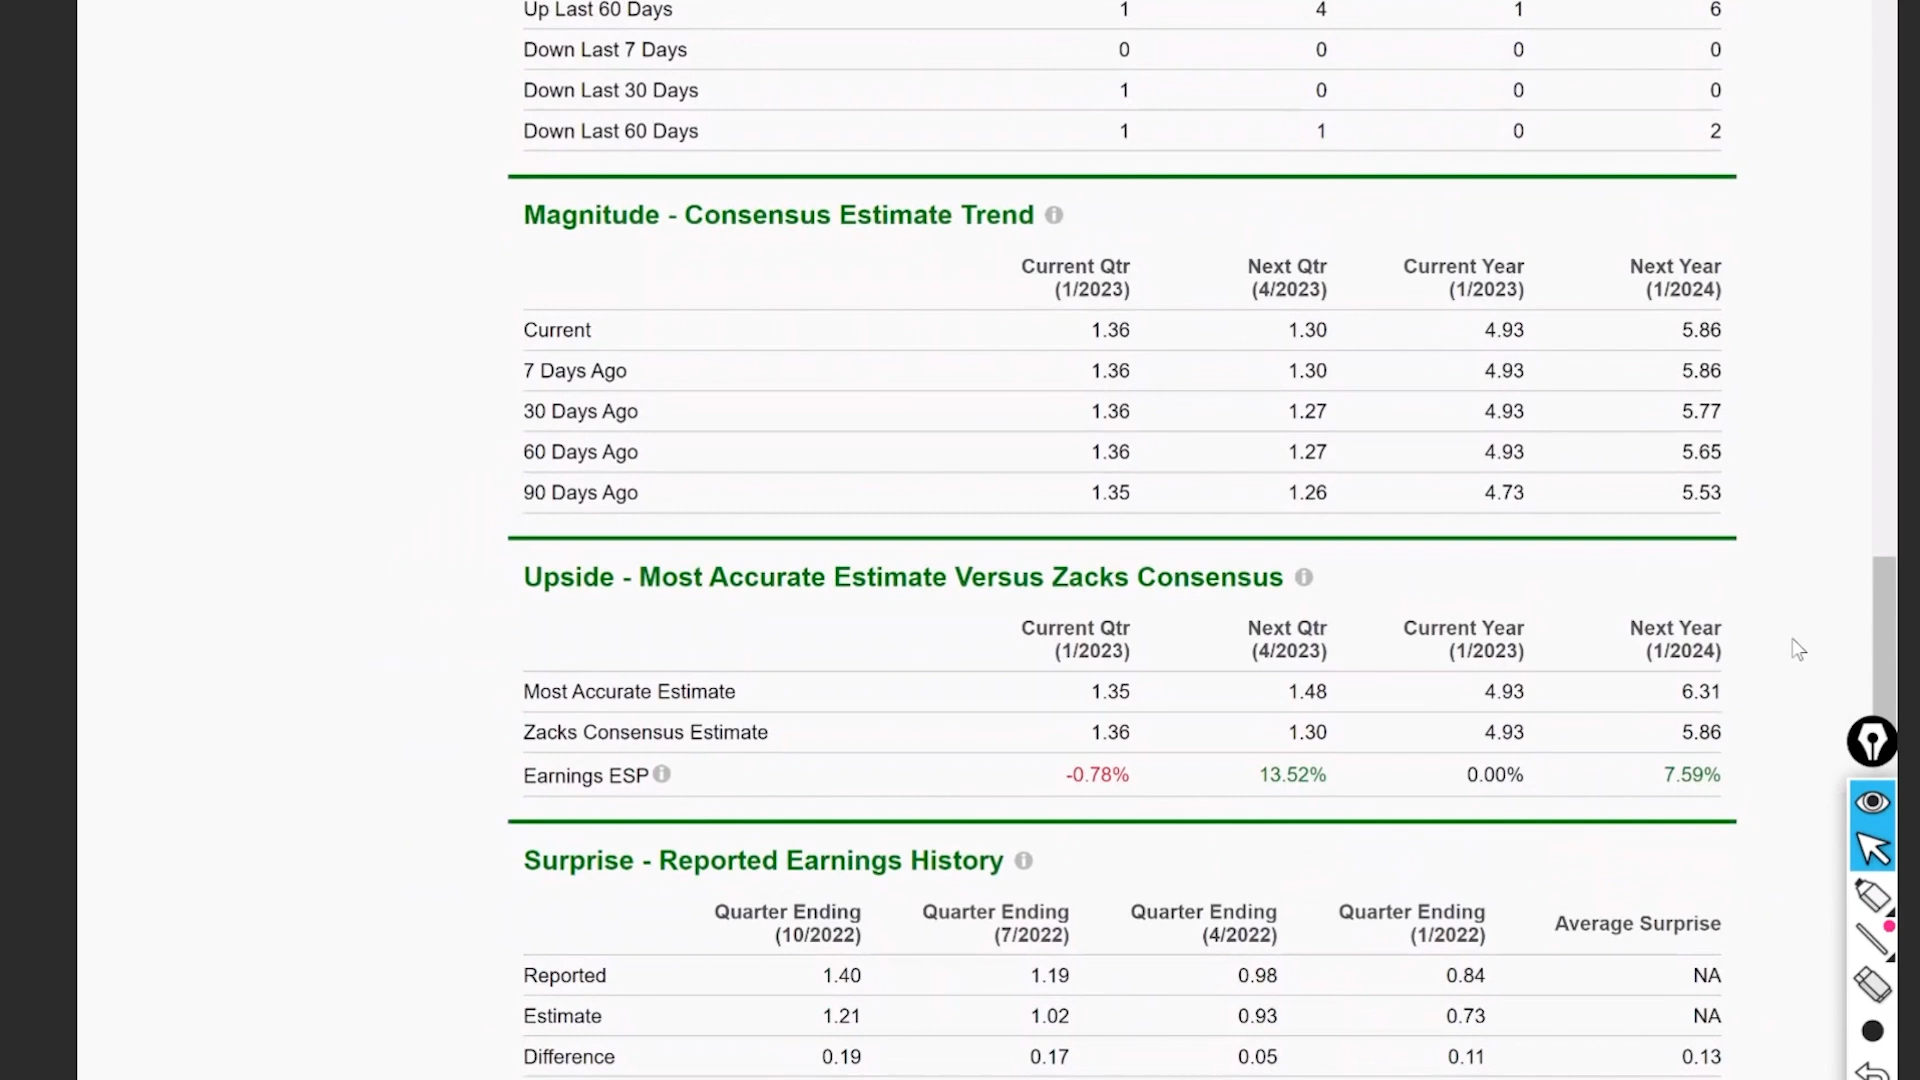 Up Last 60 Days 1 4 1 6
Down Last 7 Days 0 0 0 0
Down Last 30 Days 1 0 0 0
Down Last 60 Days 1 1 0 2
Magnitude - Consensus Estimate Trend
Current Qtr Next Qtr Current Year Next Year
(1/2023) (4/2023) (1/2023) (1/2024)
Current 1.36 1.30 4.93 5.86
7 Days Ago 1.36 1.30 4.93 5.86
30 Days Ago 1.36 1.27 4.93 5.77
60 Days Ago 1.36 1.27 4.93 5.65
90 Days Ago 1.35 1.26 4.73 5.53
Upside - Most Accurate Estimate Versus Zacks Consensus
Current Qtr Next Qtr Current Year Next Year
(1/2023) (4/2023) (1/2023) (1/2024)
Most Accurate Estimate 1.35 1.48 4.93 6.31
Zacks Consensus Estimate 1.36 1.30 4.93 5.86
Earnings ESP -0.78% 13.52% 0.00% 7.59%
Surprise - Reported Earnings History
Quarter Ending Quarter Ending Quarter Ending Quarter Ending Average Surprise
(10/2022) (7/2022) (4/2022) (1/2022)
Reported 1.40 1.19 0.98 0.84 NA
Estimate 1.21 1.02 0.93 0.73 NA
Difference 0.19 0.17 0.05 0.11 0.13